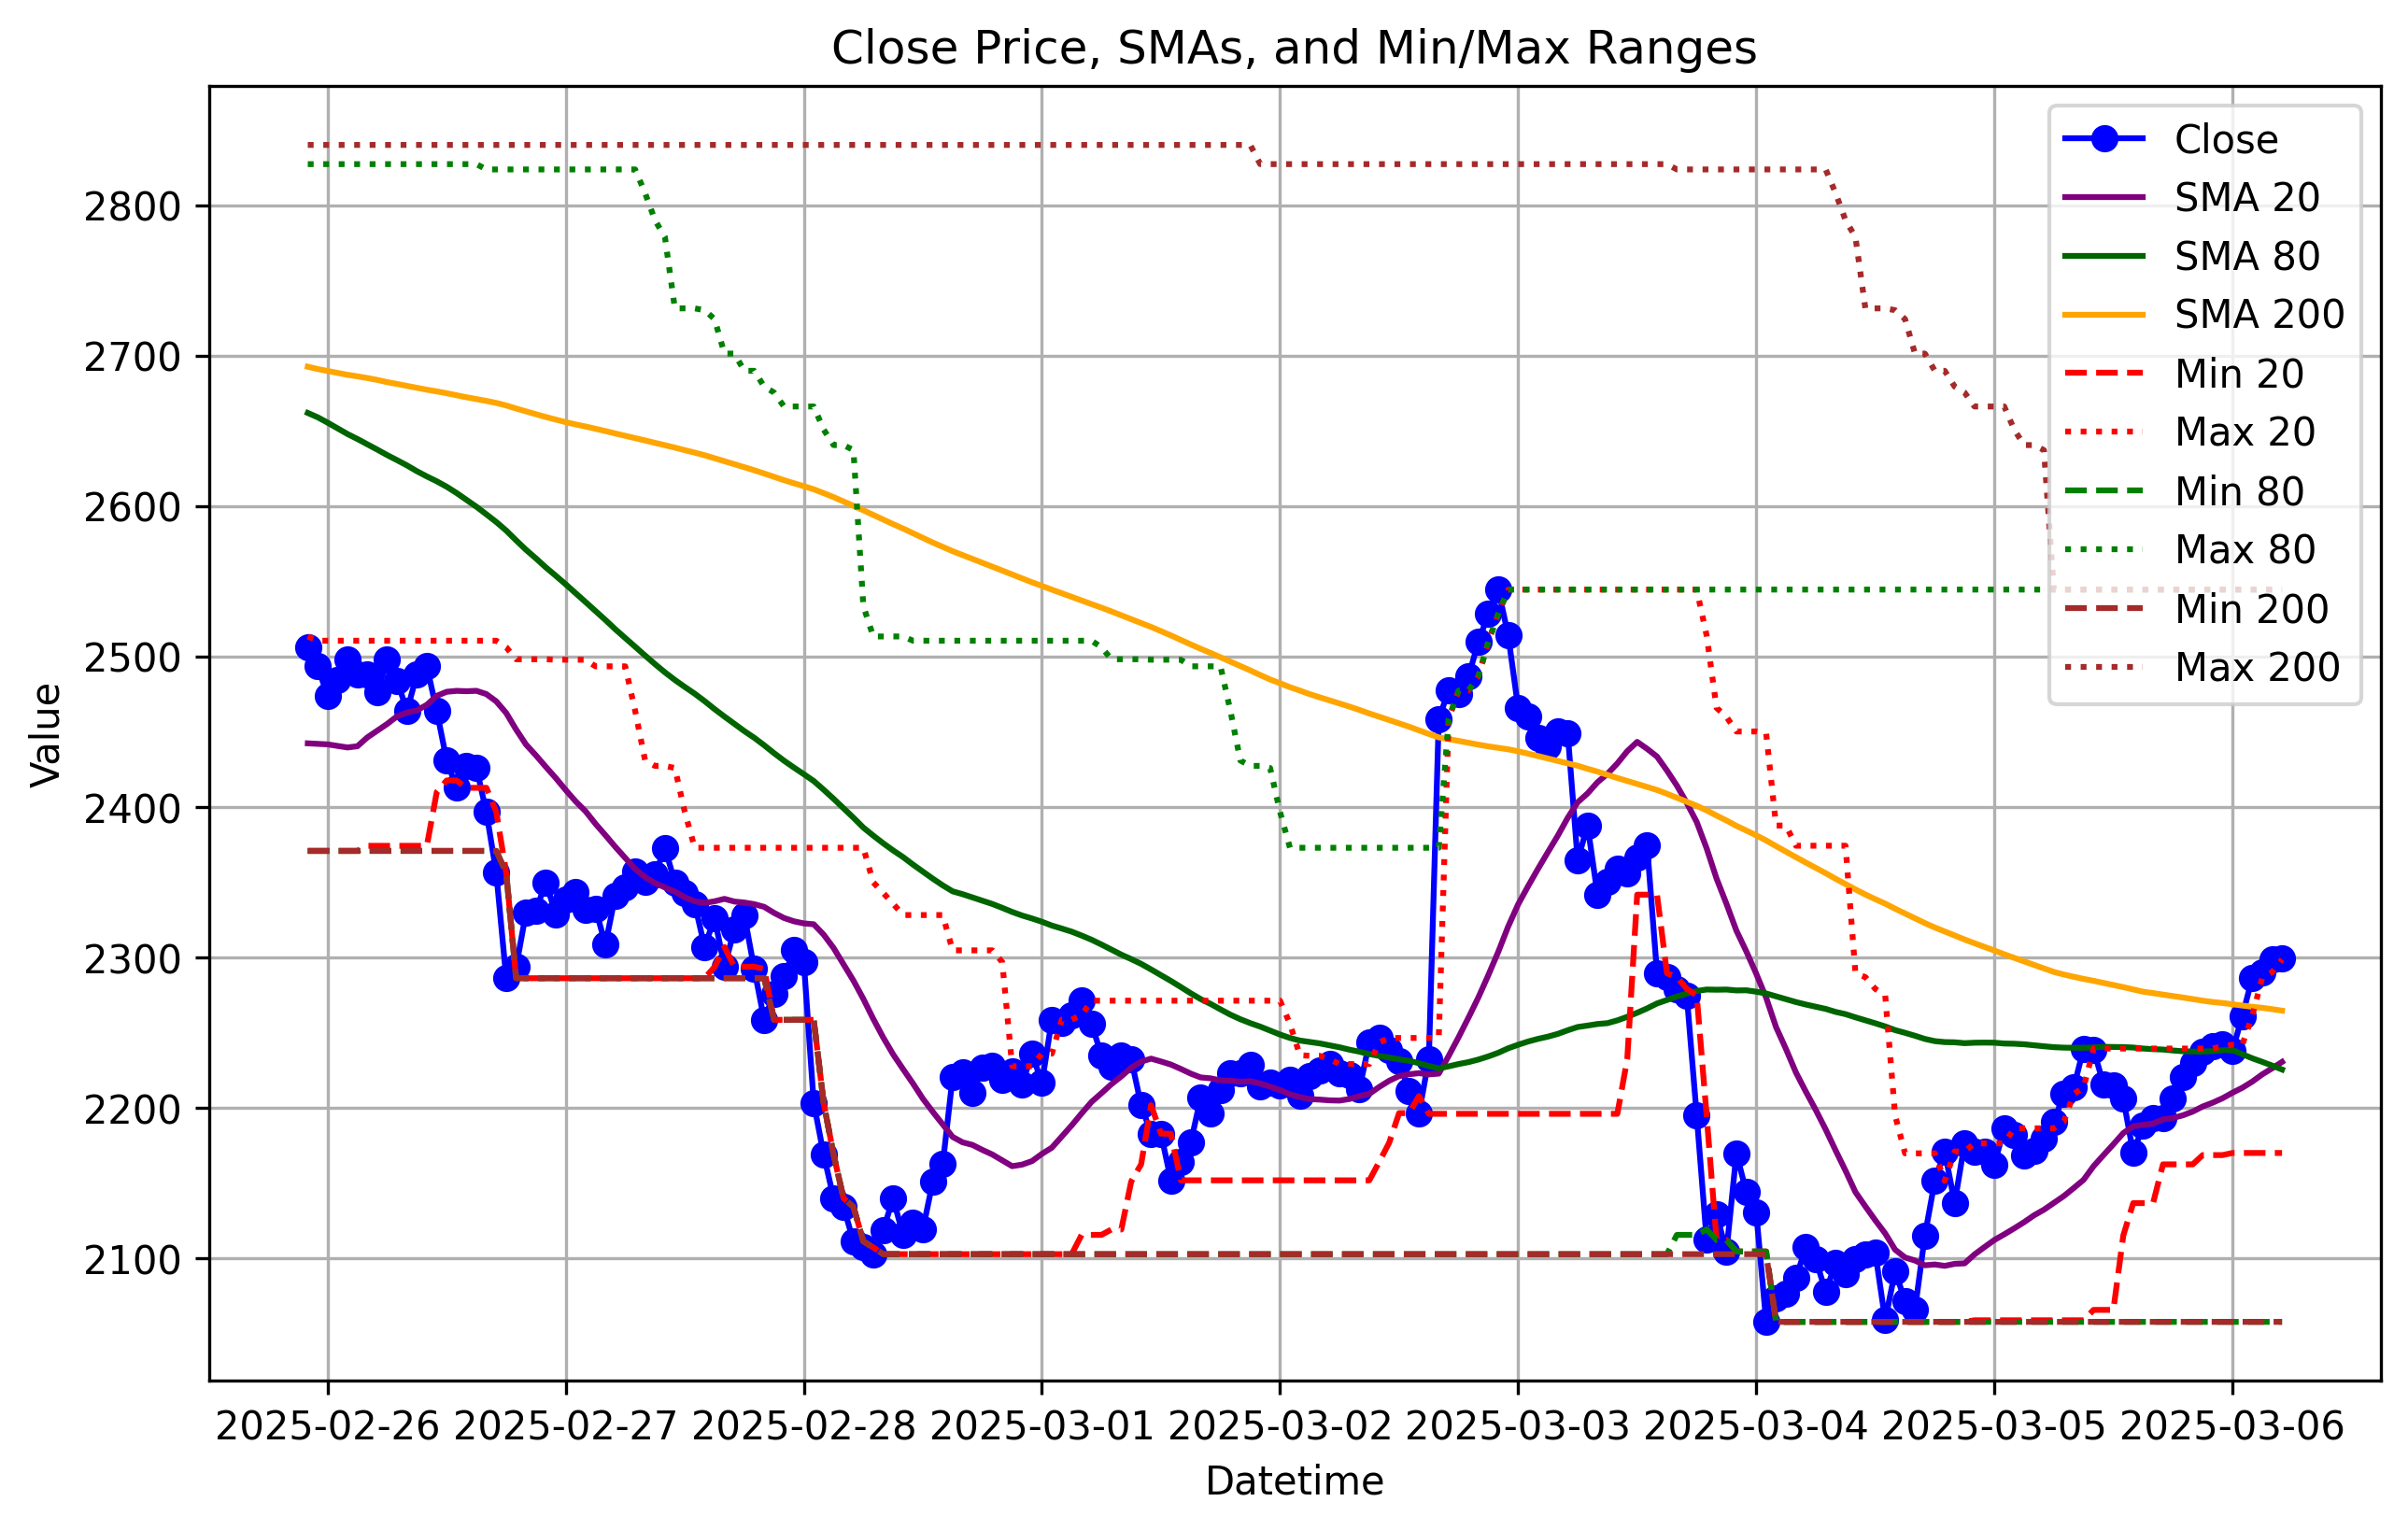 Close Price, SMAs, and Min/Max Ranges
Value
2800
2700
2600
2500
2400
2300
2200
2100
Close
SMA 20
SMA 80
SMA 200
Min 20
Max 20
Min 80
Max 80
Min 200
Max 200
2025-02-26 2025-02-27 2025-02-28 2025-03-01 2025-03-02 2025-03-03 2025-03-04 2025-03-05 2025-03-06
Datetime